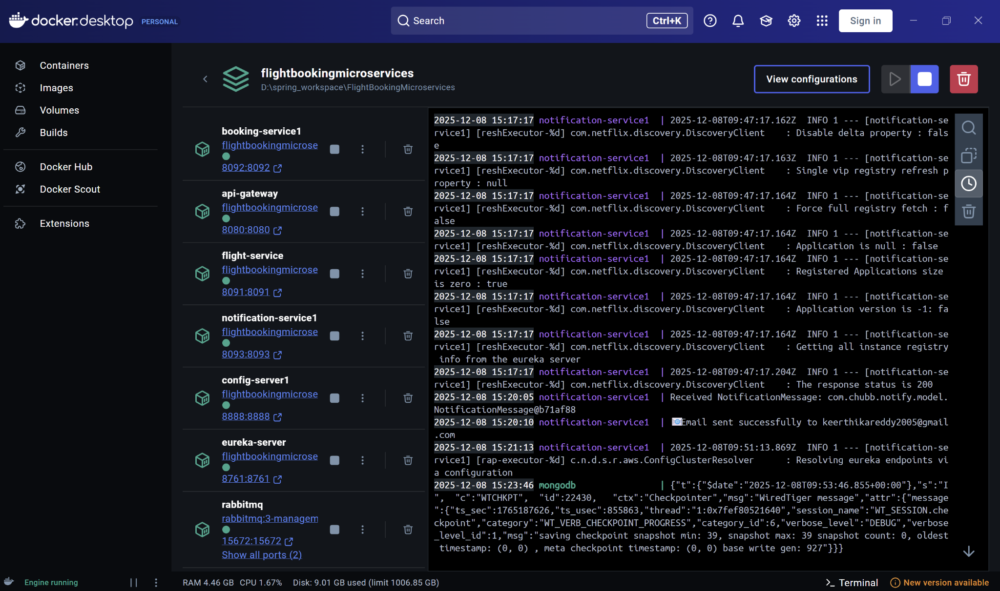 docker.desktop PERSONAL
Search
Ctrl+K
Sign in
Containers
Images
Volumes
Builds
Docker Hub
Docker Scout
Extensions
flightbookingmicroservices
D:\spring_workspace\FlightBookingMicroservices
View configurations
booking-service1
flightbookingmicrose
8092:8092
api-gateway
flightbookingmicrose
8080:8080
flight-service
flightbookingmicrose
8091:8091
notification-service1
flightbookingmicrose
8093:8093
config-server1
flightbookingmicrose
8888:8888
eureka-server
flightbookingmicrose
8761:8761
rabbitmq
rabbitmq:3-managem
15672:15672
Show all ports (2)
2025-12-08 15:17:17 notification-service1 | 2025-12-08T09:47:17.162Z INFO 1 --- [notification-se
rvice1] [reshExecutor-%d] com.netflix.discovery.DiscoveryClient : Disable delta property : fals
e
2025-12-08 15:17:17 notification-service1 | 2025-12-08T09:47:17.163Z INFO 1 --- [notification-se
rvice1] [reshExecutor-%d] com.netflix.discovery.DiscoveryClient : Single vip registry refresh p
roperty : null
2025-12-08 15:17:17 notification-service1 | 2025-12-08T09:47:17.164Z INFO 1 --- [notification-se
rvice1] [reshExecutor-%d] com.netflix.discovery.DiscoveryClient : Force full registry fetch : f
alse
2025-12-08 15:17:17 notification-service1 | 2025-12-08T09:47:17.164Z INFO 1 --- [notification-se
rvice1] [reshExecutor-%d] com.netflix.discovery.DiscoveryClient : Application is null : false
2025-12-08 15:17:17 notification-service1 | 2025-12-08T09:47:17.164Z INFO 1 --- [notification-se
rvice1] [reshExecutor-%d] com.netflix.discovery.DiscoveryClient : Registered Applications size
is zero : true
2025-12-08 15:17:17 notification-service1 | 2025-12-08T09:47:17.164Z INFO 1 --- [notification-se
rvice1] [reshExecutor-%d] com.netflix.discovery.DiscoveryClient : Application version is -1: fa
lse
2025-12-08 15:17:17 notification-service1 | 2025-12-08T09:47:17.164Z INFO 1 --- [notification-se
rvice1] [reshExecutor-%d] com.netflix.discovery.DiscoveryClient : Getting all instance registry
info from the eureka server
2025-12-08 15:17:17 notification-service1 | 2025-12-08T09:47:17.204Z INFO 1 --- [notification-se
rvice1] [reshExecutor-%d] com.netflix.discovery.DiscoveryClient : The response status is 200
2025-12-08 15:20:05 notification-service1 | Received NotificationMessage: com.chubb.notify.model.
NotificationMessage@b71af88
2025-12-08 15:20:10 notification-service1 | 📧Email sent successfully to keerthikareddy2005@gmail
.com
2025-12-08 15:21:13 notification-service1 | 2025-12-08T09:51:13.869Z INFO 1 --- [notification-se
rvice1] [rap-executor-%d] c.n.d.s.r.aws.ConfigClusterResolver : Resolving eureka endpoints vi
a configuration
2025-12-08 15:23:46 mongodb | {"t":{"$date":"2025-12-08T09:53:46.855+00:00"},"s":"I
", "c":"WTCHKPT", "id":22430, "ctx":"Checkpointer","msg":"WiredTiger message","attr":{"message
":{"ts_sec":1765187626,"ts_usec":855863,"thread":"1:0x7fef80521640","session_name":"WT_SESSION.che
ckpoint","category":"WT_VERB_CHECKPOINT_PROGRESS","category_id":6,"verbose_level":"DEBUG","verbose
_level_id":1,"msg":"saving checkpoint snapshot min: 39, snapshot max: 39 snapshot count: 0, oldest
timestamp: (0, 0) , meta checkpoint timestamp: (0, 0) base write gen: 927"}}}
Engine running
RAM 4.46 GB CPU 1.67% Disk: 9.01 GB used (limit 1006.85 GB)
Terminal
New version available